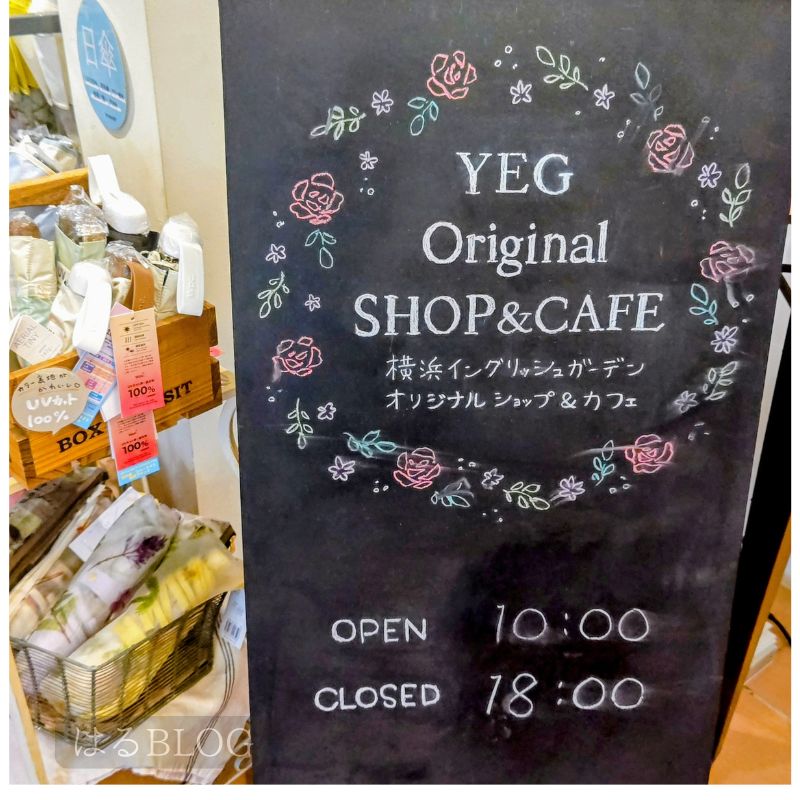 日傘
YEG
Original
SHOP&CAFE
横浜イングリッシュガーデン
オリジナル ショップ & カフェ
UVカット
100%
100%
100%
BOX
OPEN 10:00
CLOSED 18:00
はるBLOG